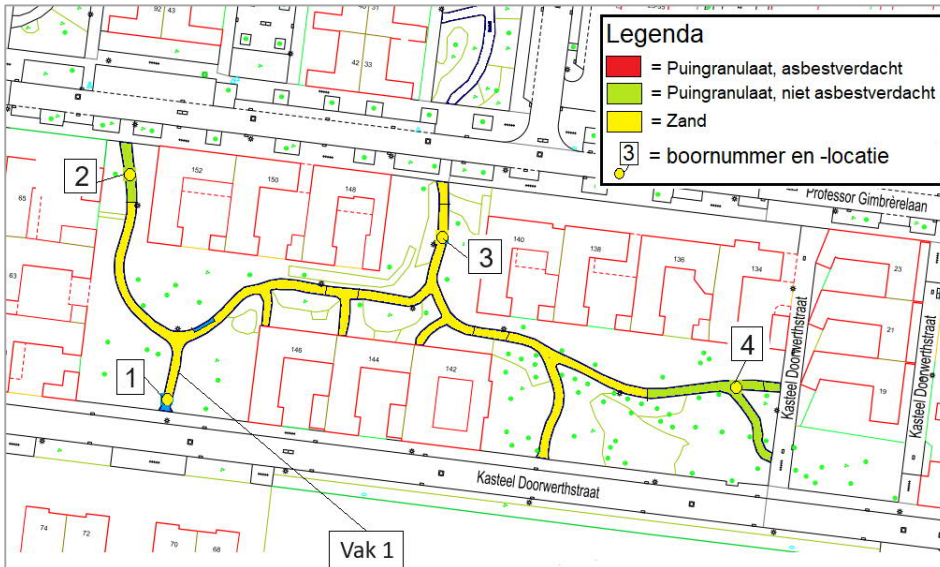 92 43
42 33
Legenda
= Puingranulaat, asbestverdacht
= Puingranulaat, niet asbestverdacht
= Zand
3 = boornummer en -locatie
Professor Gimbrèrelaan
2
152
150
148
65
3
140
138
136
134
23
63
21
4
1
146
144
142
19
Kasteel Doorwerthstraat
Kasteel Doorwerthstraat
Kasteel Doorwerthstraat
74 72
70 68
Vak 1